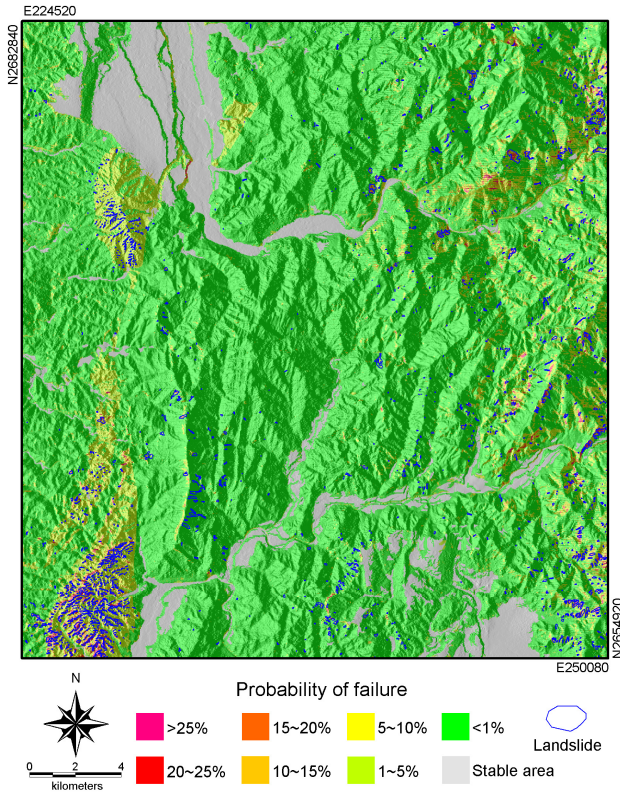 E224520
N2682840
N2654920
E250080
Probability of failure
N
>25%
15~20%
5~10%
<1%
Landslide
20~25%
10~15%
1~5%
Stable area
0 2 4
kilometers